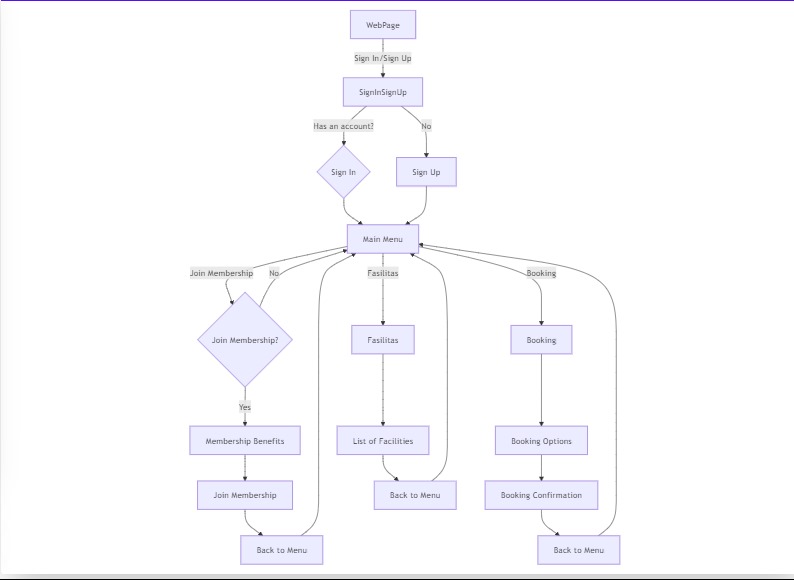 WebPage
Sign In/Sign Up
SignInSignUp
Has an account?
No
Sign In
Sign Up
Main Menu
Join Membership
No
Fasilitas
Booking
Join Membership?
Fasilitas
Booking
Yes
Membership Benefits
List of Facilities
Booking Options
Join Membership
Back to Menu
Booking Confirmation
Back to Menu
Back to Menu